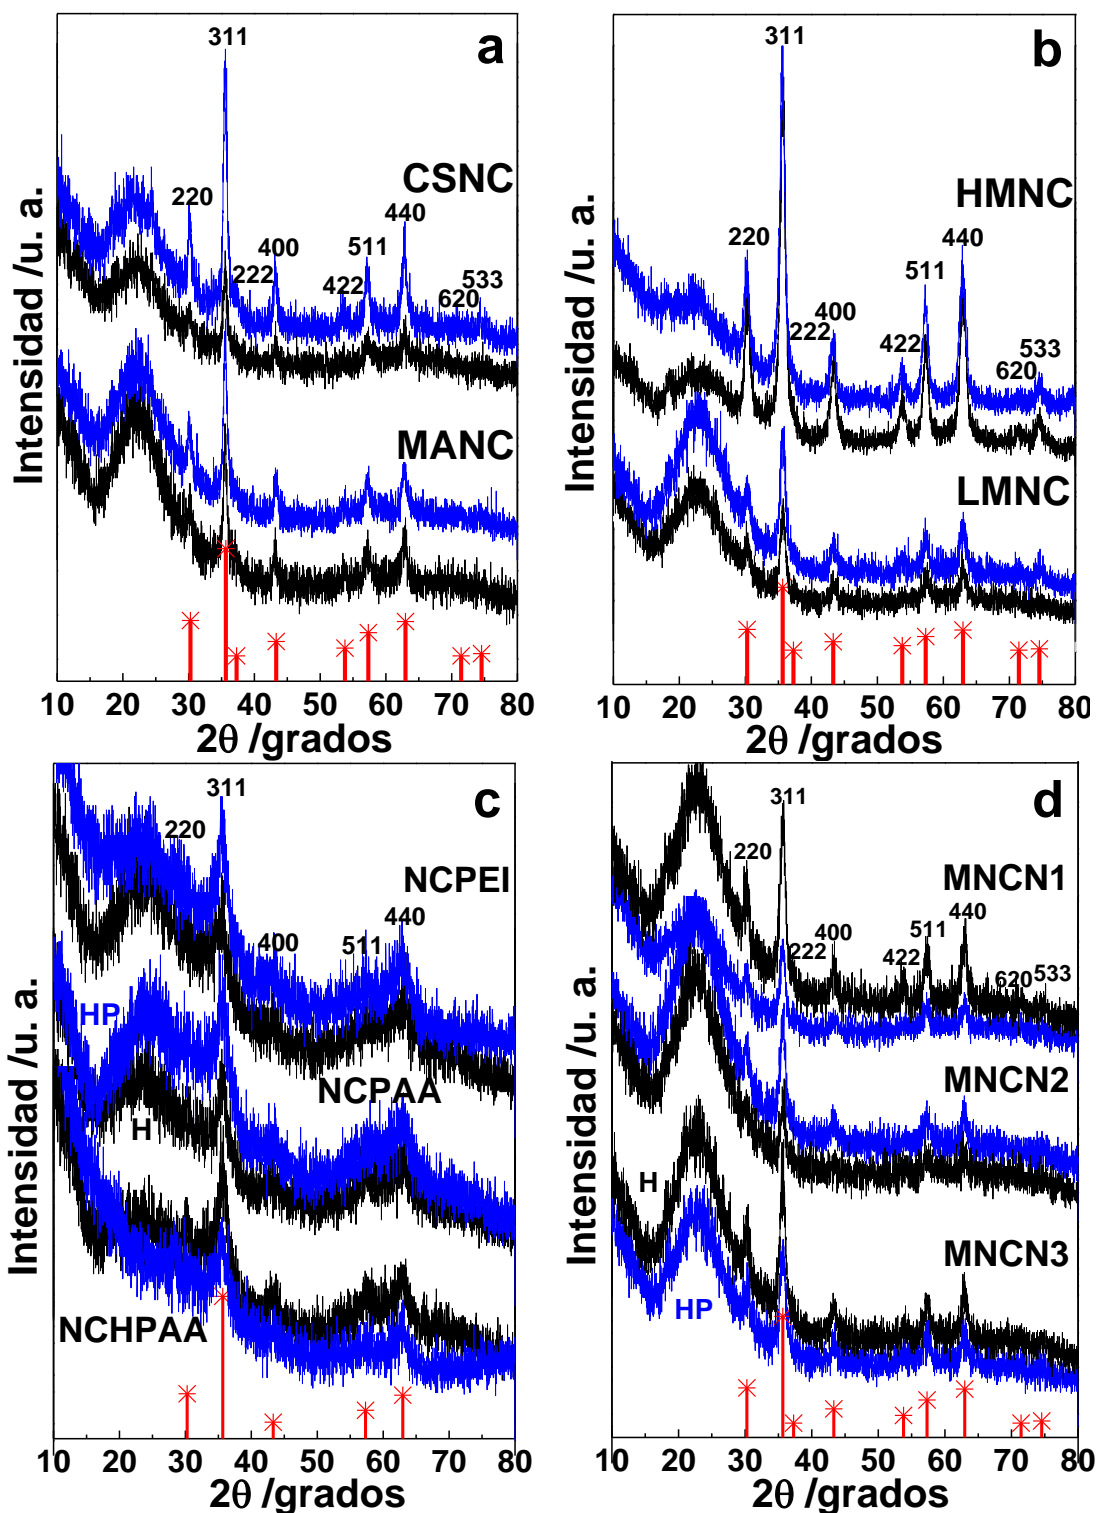 a
311
CSNC
220
440
400
511
222
422
533
620
MANC
Intensidad /u. a.
10 20 30 40 50 60 70 80
2θ /grados
b
311
HMNC
220
440
511
400
222
422
533
620
LMNC
Intensidad /u. a.
10 20 30 40 50 60 70 80
2θ /grados
c
311
220
NCPEI
440
400
511
HP
NCPAA
H
NCHPAA
Intensidad /u. a.
10 20 30 40 50 60 70 80
2θ /grados
d
311
220
MNCN1
440
511
400
222
422
533
620
MNCN2
H
MNCN3
HP
Intensidad /u. a.
10 20 30 40 50 60 70 80
2θ /grados